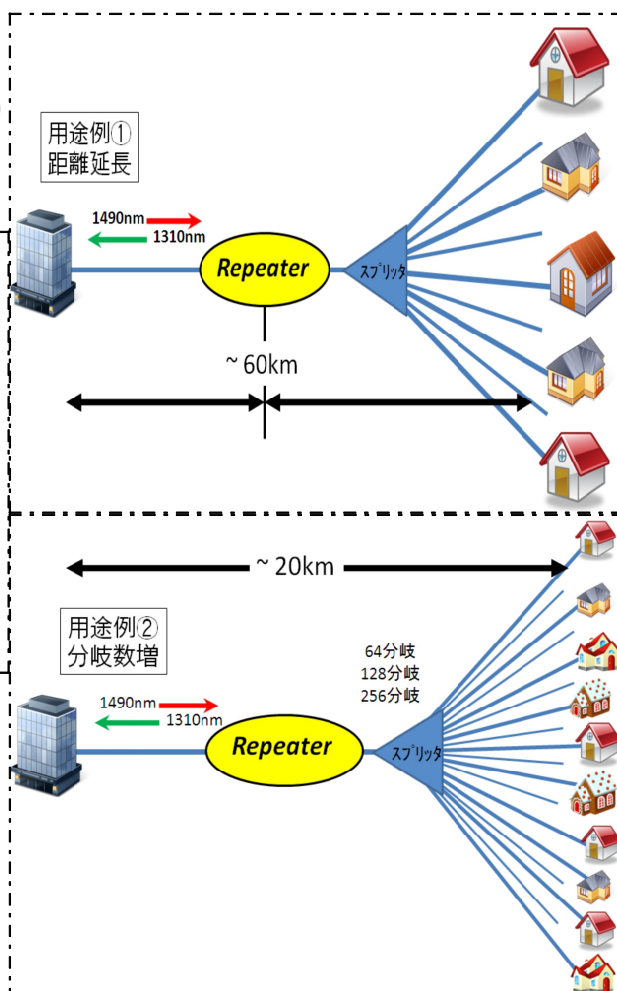 用途例①
距離延長
1490nm
1310nm
Repeater
スプリッタ
~ 60km
~ 20km
用途例②
分岐数増
64分岐
128分岐
256分岐
1490nm
1310nm
Repeater
スプリッタ